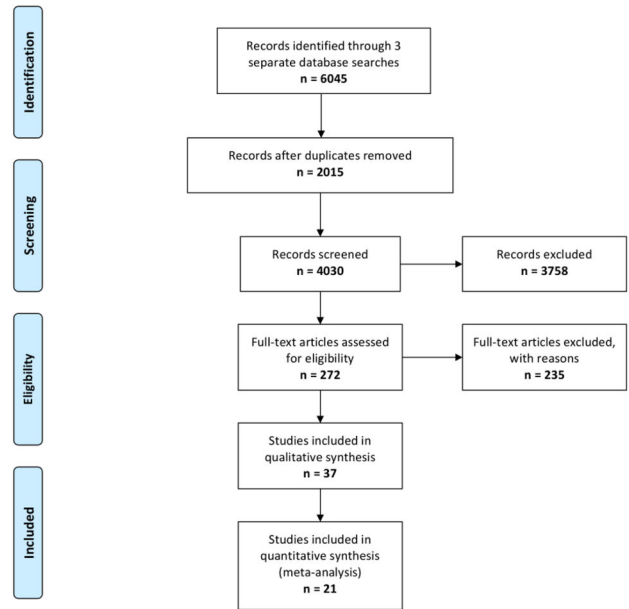 Identification
Records identified through 3
separate database searches
n = 6045
Records after duplicates removed
n = 2015
Screening
Records screened
n = 4030
Records excluded
n = 3758
Eligibility
Full-text articles assessed
for eligibility
n = 272
Full-text articles excluded,
with reasons
n = 235
Studies included in
qualitative synthesis
n = 37
Included
Studies included in
quantitative synthesis
(meta-analysis)
n = 21